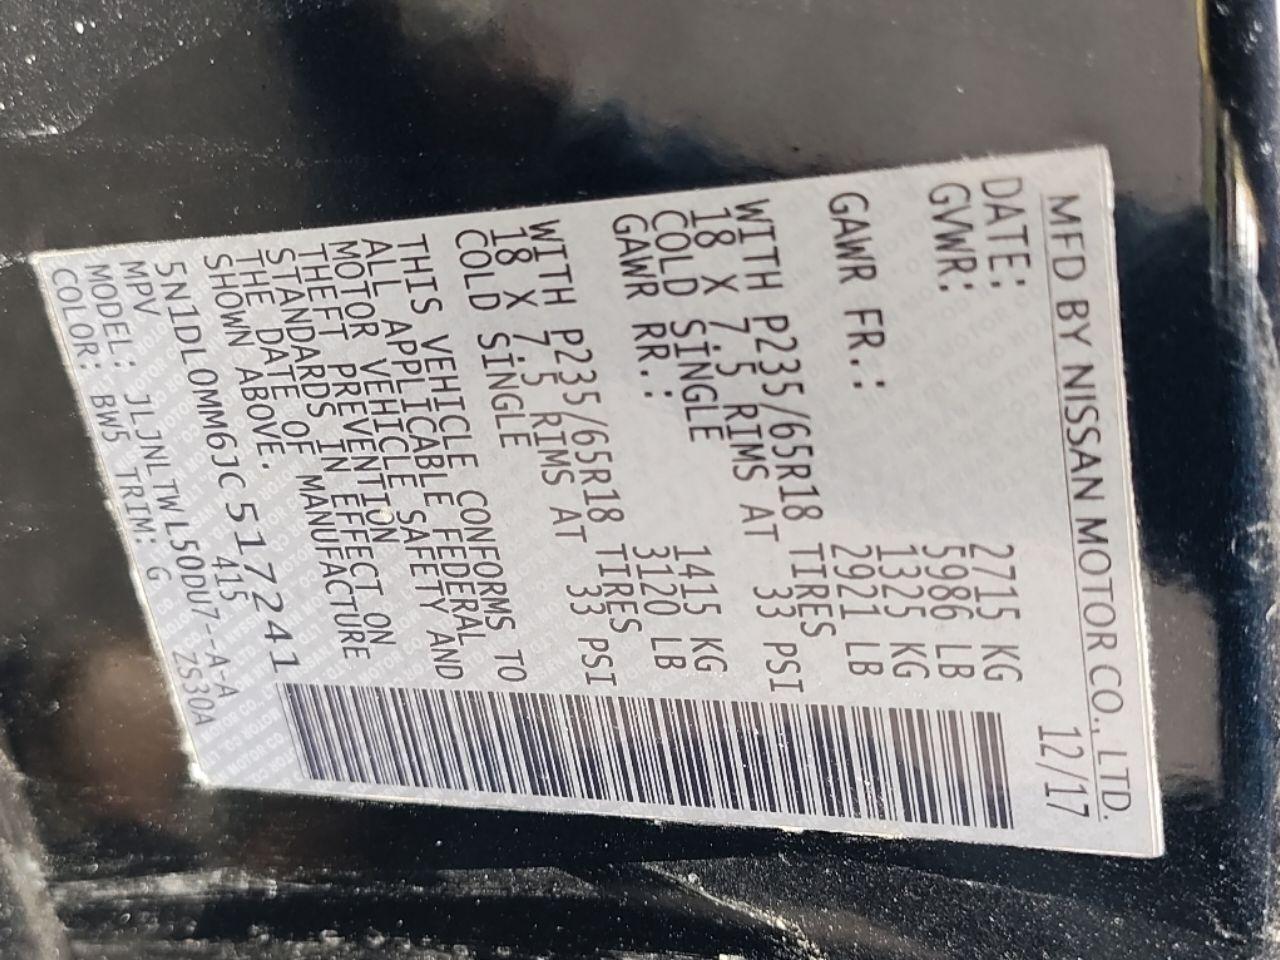 MFD BY NISSAN MOTOR CO., LTD.
DATE: 12/17
GVWR: 2715 KG
5986 LB
GAWR FR.: 1325 KG
2921 LB
WITH P235/65R18 TIRES
18 X 7.5 RIMS AT 33 PSI
COLD SINGLE
GAWR RR.: 1415 KG
3120 LB
WITH P235/65R18 TIRES
18 X 7.5 RIMS AT 33 PSI
COLD SINGLE
THIS VEHICLE CONFORMS TO
ALL APPLICABLE FEDERAL
MOTOR VEHICLE SAFETY AND
THEFT PREVENTION
STANDARDS IN EFFECT ON
THE DATE OF MANUFACTURE
SHOWN ABOVE.
5N1DL0MM6JC517241
MPV 415
MODEL: JLJNLTWL50DU7--A-A
COLOR: BW5 TRIM: G ZS30A